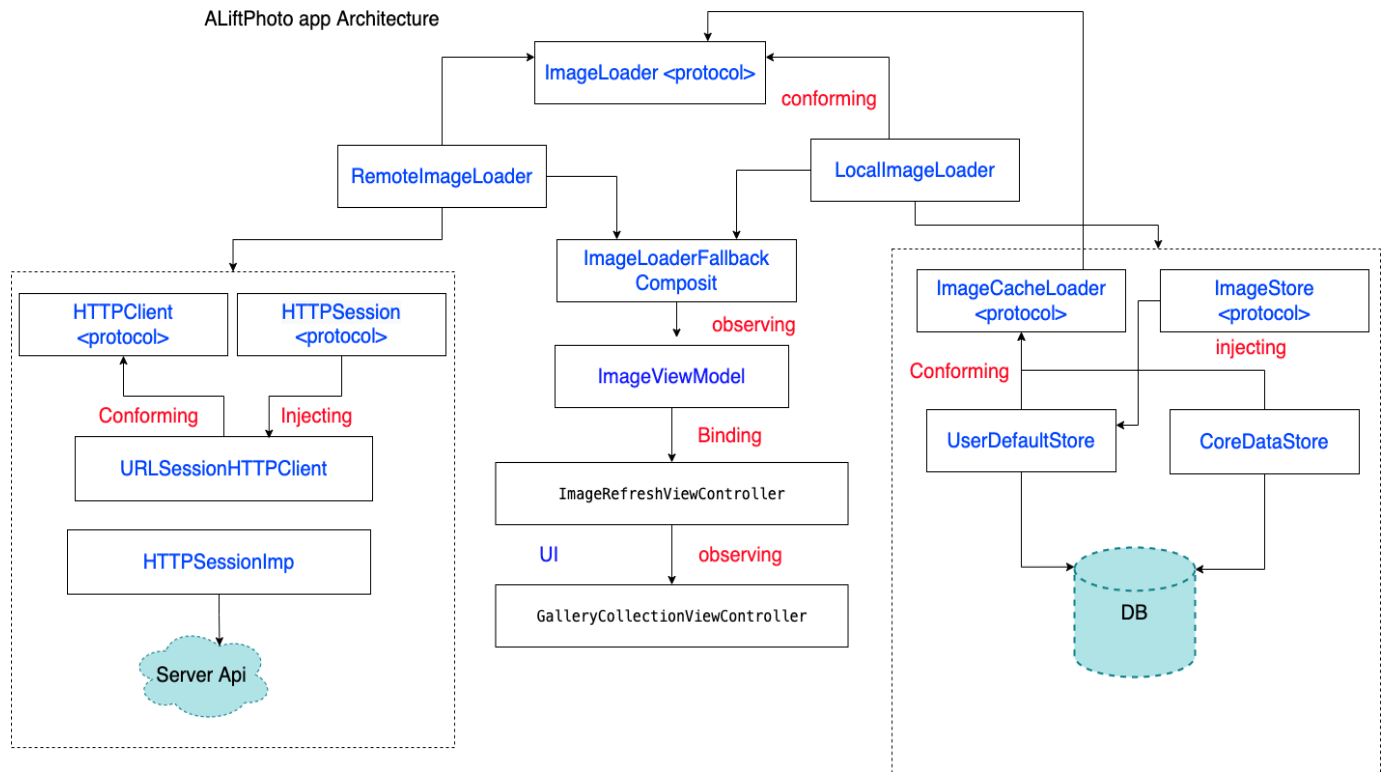 ALiftPhoto app Architecture
ImageLoader <protocol>
conforming
RemoteImageLoader
LocalImageLoader
ImageLoaderFallback
Composit
HTTPClient
<protocol>
HTTPSession
<protocol>
ImageCacheLoader
<protocol>
ImageStore
<protocol>
observing
injecting
ImageViewModel
Conforming
Conforming
Injecting
Binding
UserDefaultStore
CoreDataStore
URLSessionHTTPClient
ImageRefreshViewController
HTTPSessionImp
UI
observing
GalleryCollectionViewController
DB
Server Api